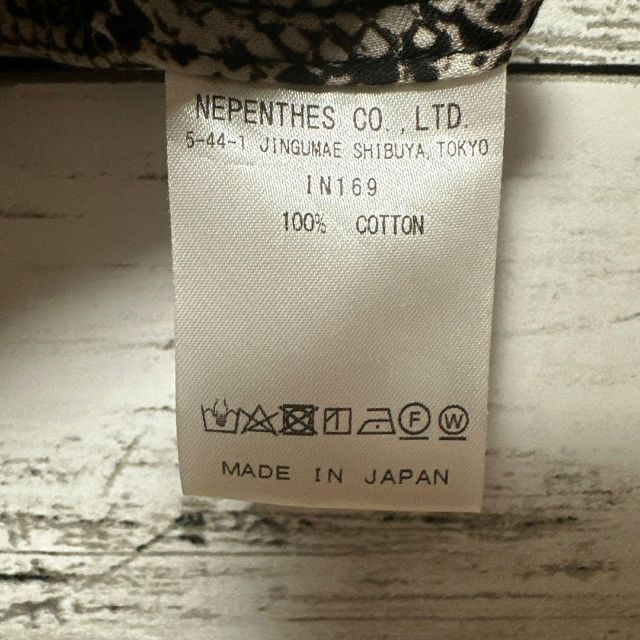 NEPENTHES CO.,LTD.
5-44-1 JINGUMAE SHIBUYA,TOKYO
IN169
100% COTTON
F W
MADE IN JAPAN